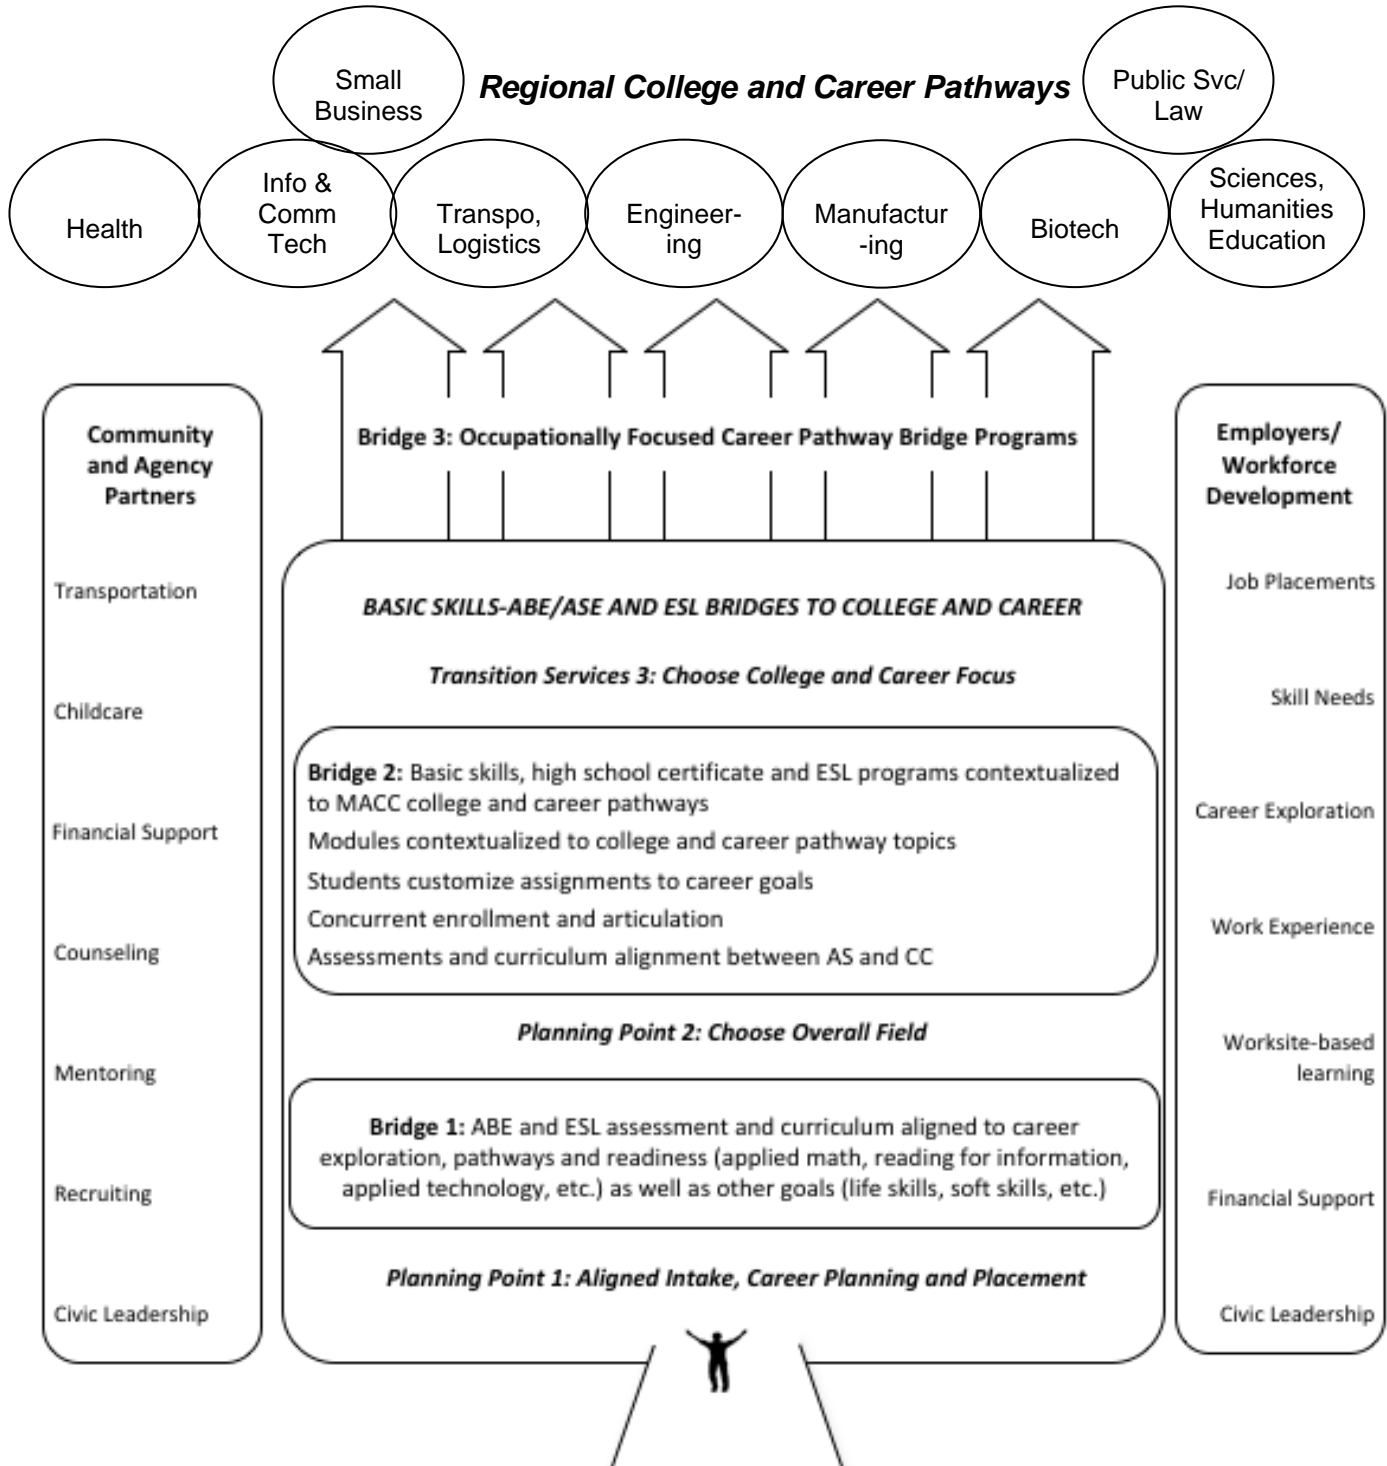 Small
Business
Regional College and Career Pathways
Public Svc/
Law
Health
Info &
Comm
Tech
Transpo,
Logistics
Engineer-
ing
Manufactur
-ing
Biotech
Sciences,
Humanities
Education
Bridge 3: Occupationally Focused Career Pathway Bridge Programs
Community
and Agency
Partners
Transportation
Childcare
Financial Support
Counseling
Mentoring
Recruiting
Civic Leadership
BASIC SKILLS-ABE/ASE AND ESL BRIDGES TO COLLEGE AND CAREER
Transition Services 3: Choose College and Career Focus
Bridge 2: Basic skills, high school certificate and ESL programs contextualized
to MACC college and career pathways
Modules contextualized to college and career pathway topics
Students customize assignments to career goals
Concurrent enrollment and articulation
Assessments and curriculum alignment between AS and CC
Planning Point 2: Choose Overall Field
Bridge 1: ABE and ESL assessment and curriculum aligned to career
exploration, pathways and readiness (applied math, reading for information,
applied technology, etc.) as well as other goals (life skills, soft skills, etc.)
Planning Point 1: Aligned Intake, Career Planning and Placement
Employers/
Workforce
Development
Job Placements
Skill Needs
Career Exploration
Work Experience
Worksite-based
learning
Financial Support
Civic Leadership